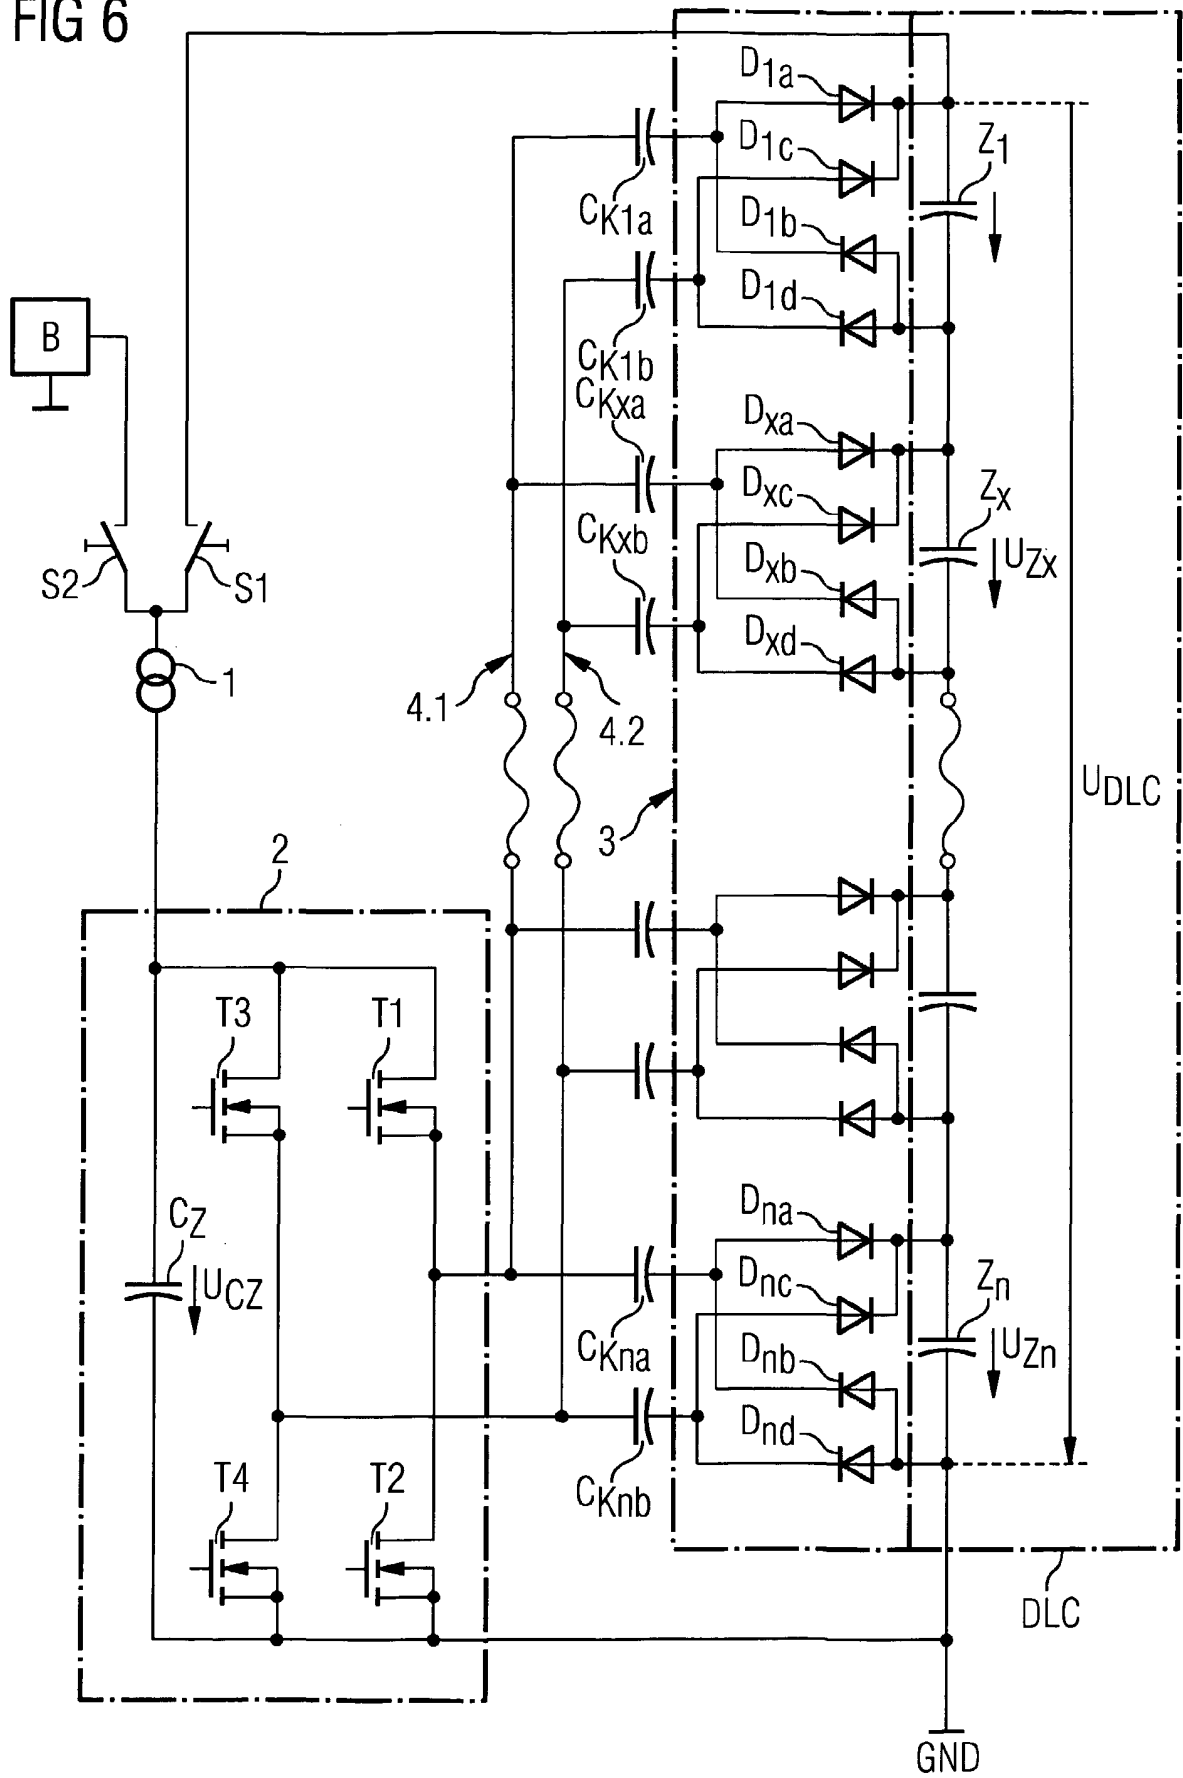 FIG 6
D1a
D1c
Z1
CK1a
D1b
D1d
B
CK1b
CKxa
Dxa
Dxc
Zx
CKxb
UZx
S2
S1
Dxb
Dxd
1
4.1
4.2
UDLC
3
2
T3
T1
Dna
CZ
UCZ
Dnc
Zn
CKna
Dnb
UZn
Dnd
T4
T2
CKnb
DLC
GND